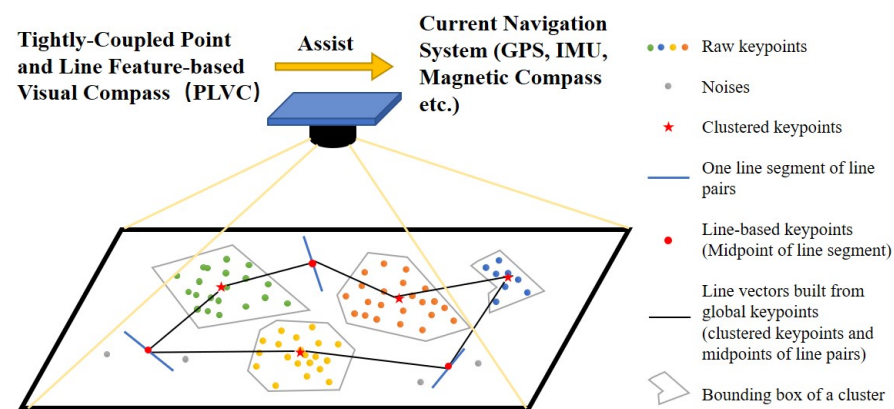 Tightly-Coupled Point
and Line Feature-based
Visual Compass（PLVC）
Assist
Current Navigation
System (GPS, IMU,
Magnetic Compass
etc.)
Raw keypoints
Noises
Clustered keypoints
One line segment of line
pairs
Line-based keypoints
(Midpoint of line segment)
Line vectors built from
global keypoints
(clustered keypoints and
midpoints of line pairs)
Bounding box of a cluster